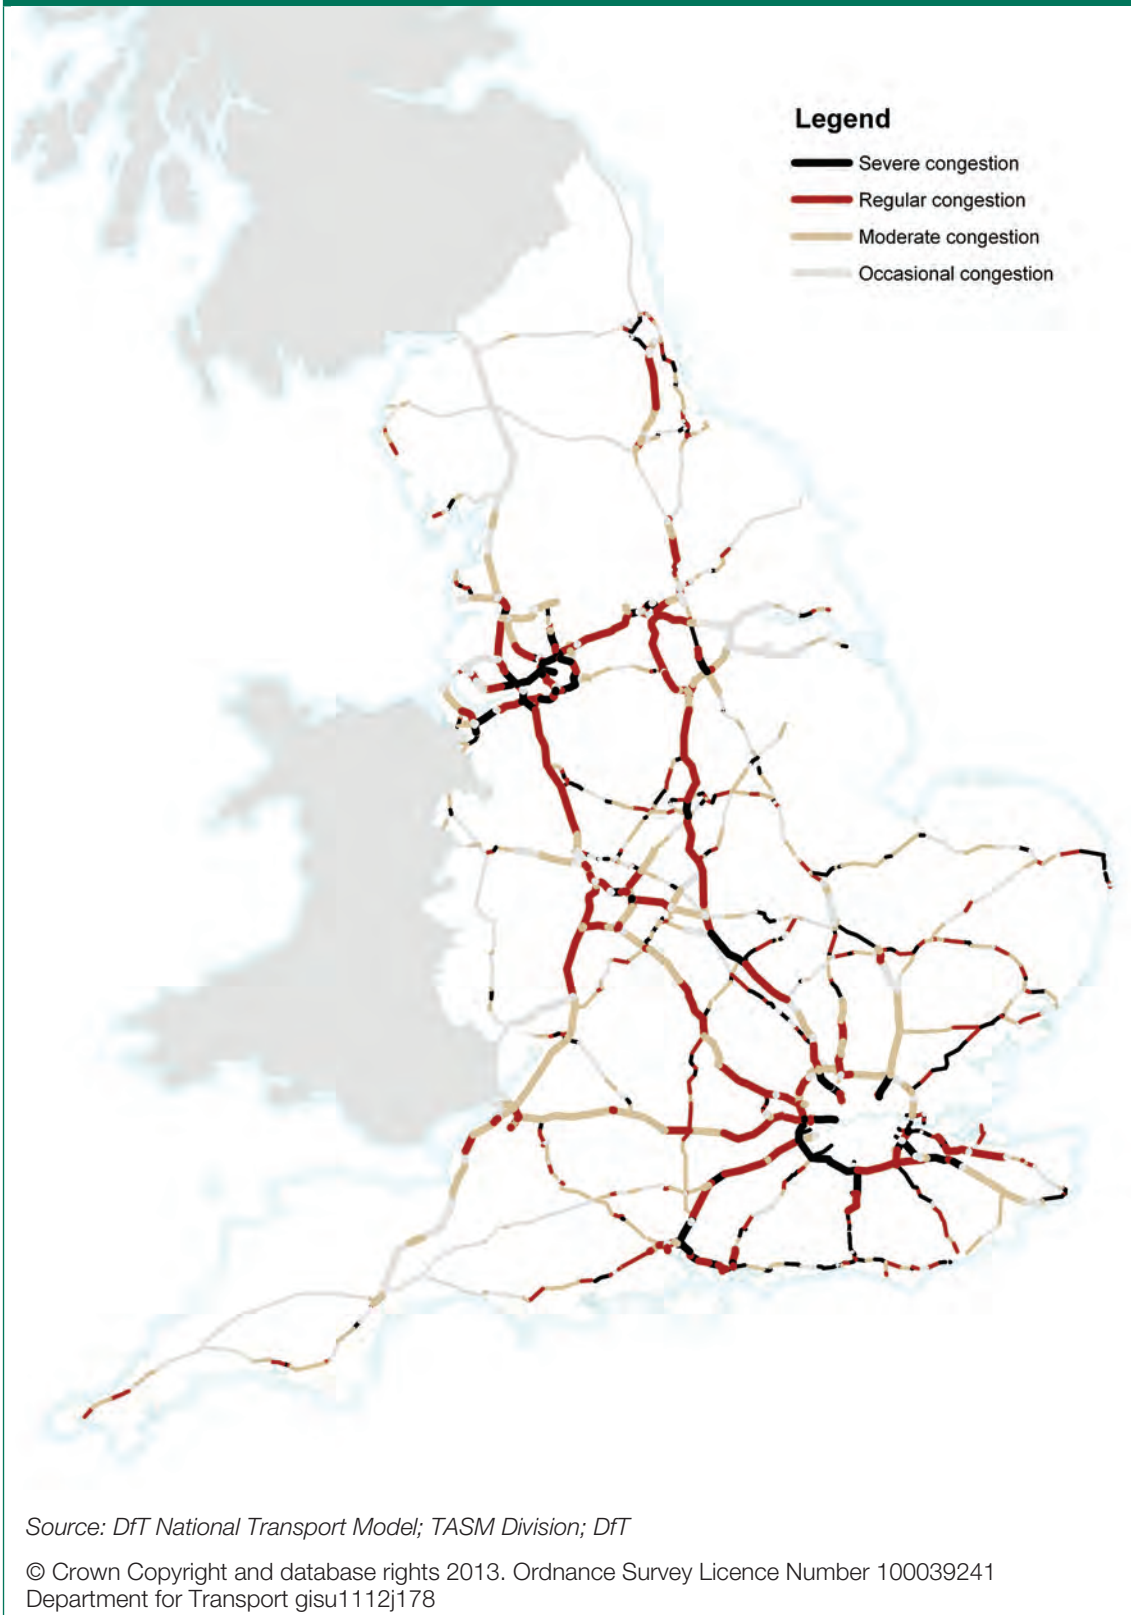 Legend
Severe congestion
Regular congestion
Moderate congestion
Occasional congestion
Source: DfT National Transport Model; TASM Division; DfT
© Crown Copyright and database rights 2013. Ordnance Survey Licence Number 100039241
Department for Transport gisu1112j178